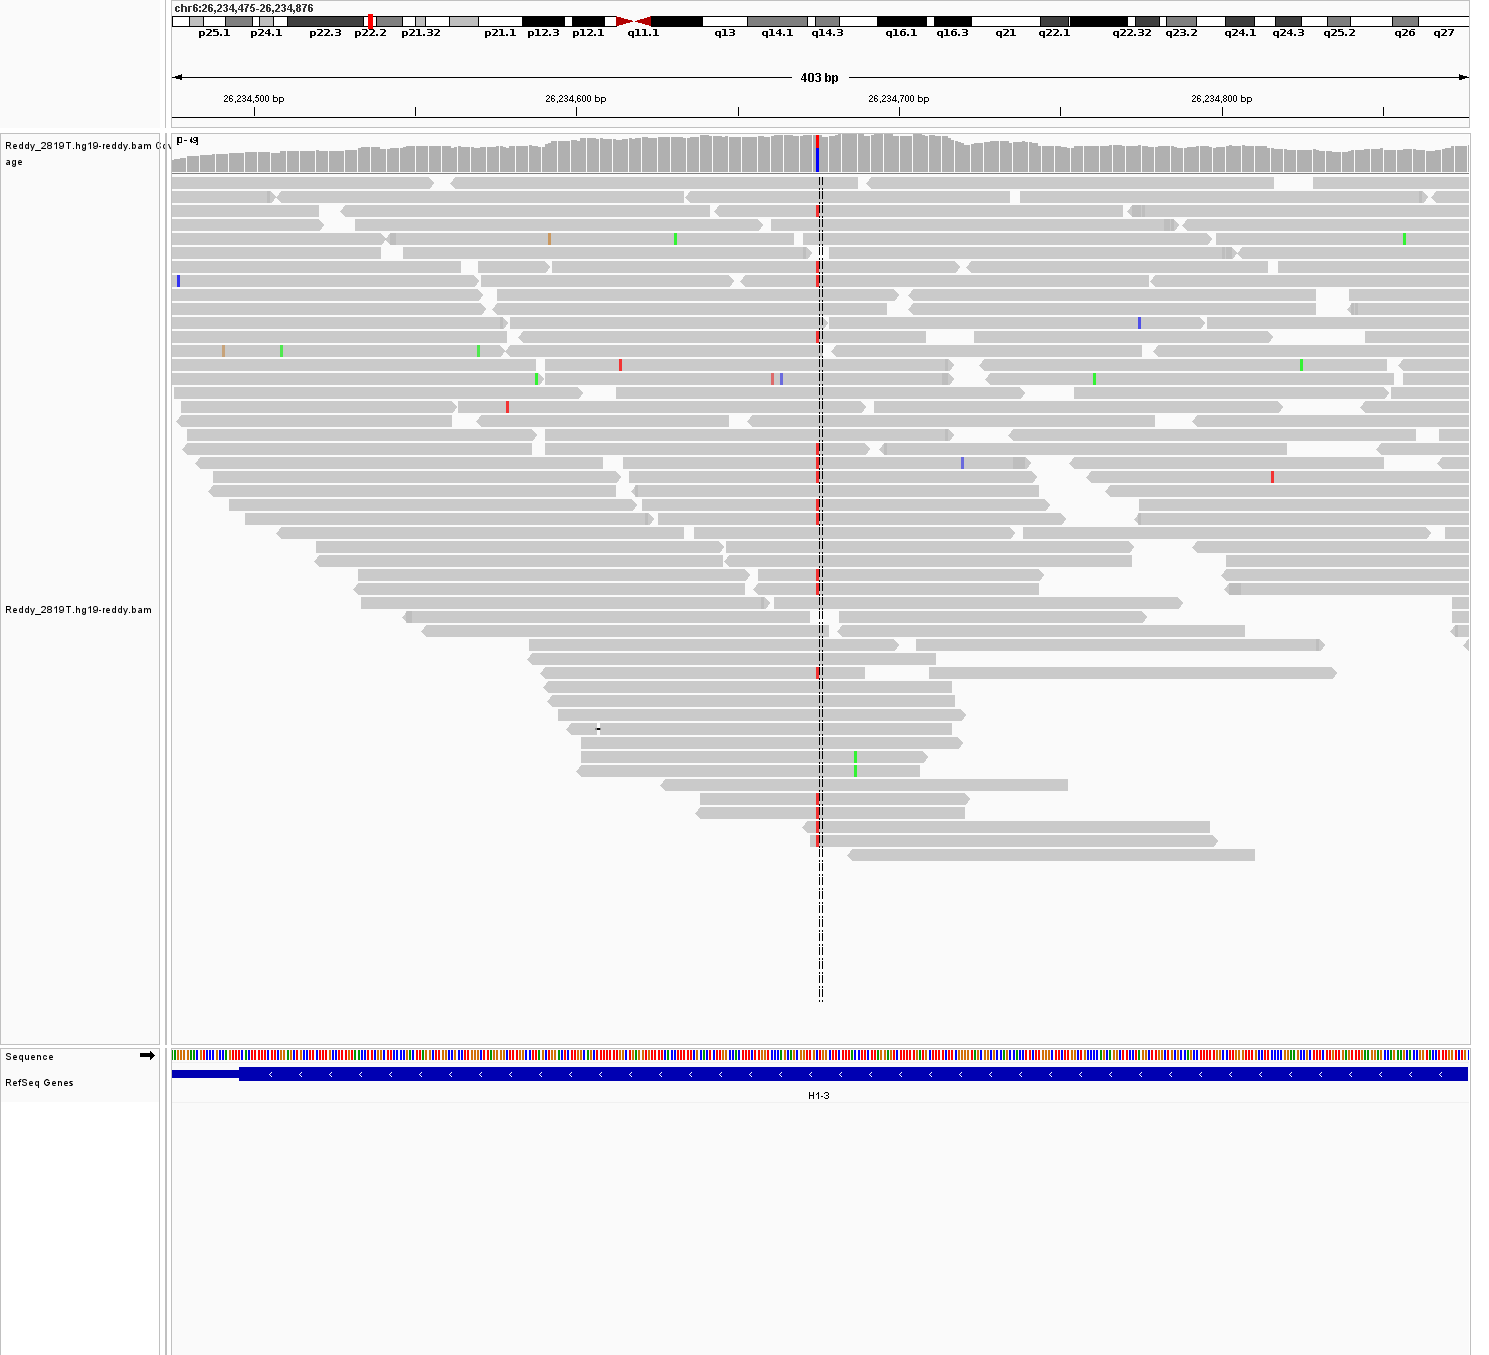 chr6:26,234,475-26,234,876
p25.1 p24.1 p22.3 p22.2 p21.32 p21.1 p12.3 p12.1 q11.1 q13 q14.1 q14.3 q16.1 q16.3 q21 q22.1 q22.32 q23.2 q24.1 q24.3 q25.2 q26 q27
403 bp
26,234,500 bp 26,234,600 bp 26,234,700 bp 26,234,800 bp
Reddy_2819T.hg19-reddy.bam Cov
age
Reddy_2819T.hg19-reddy.bam
Sequence
RefSeq Genes
H1-3